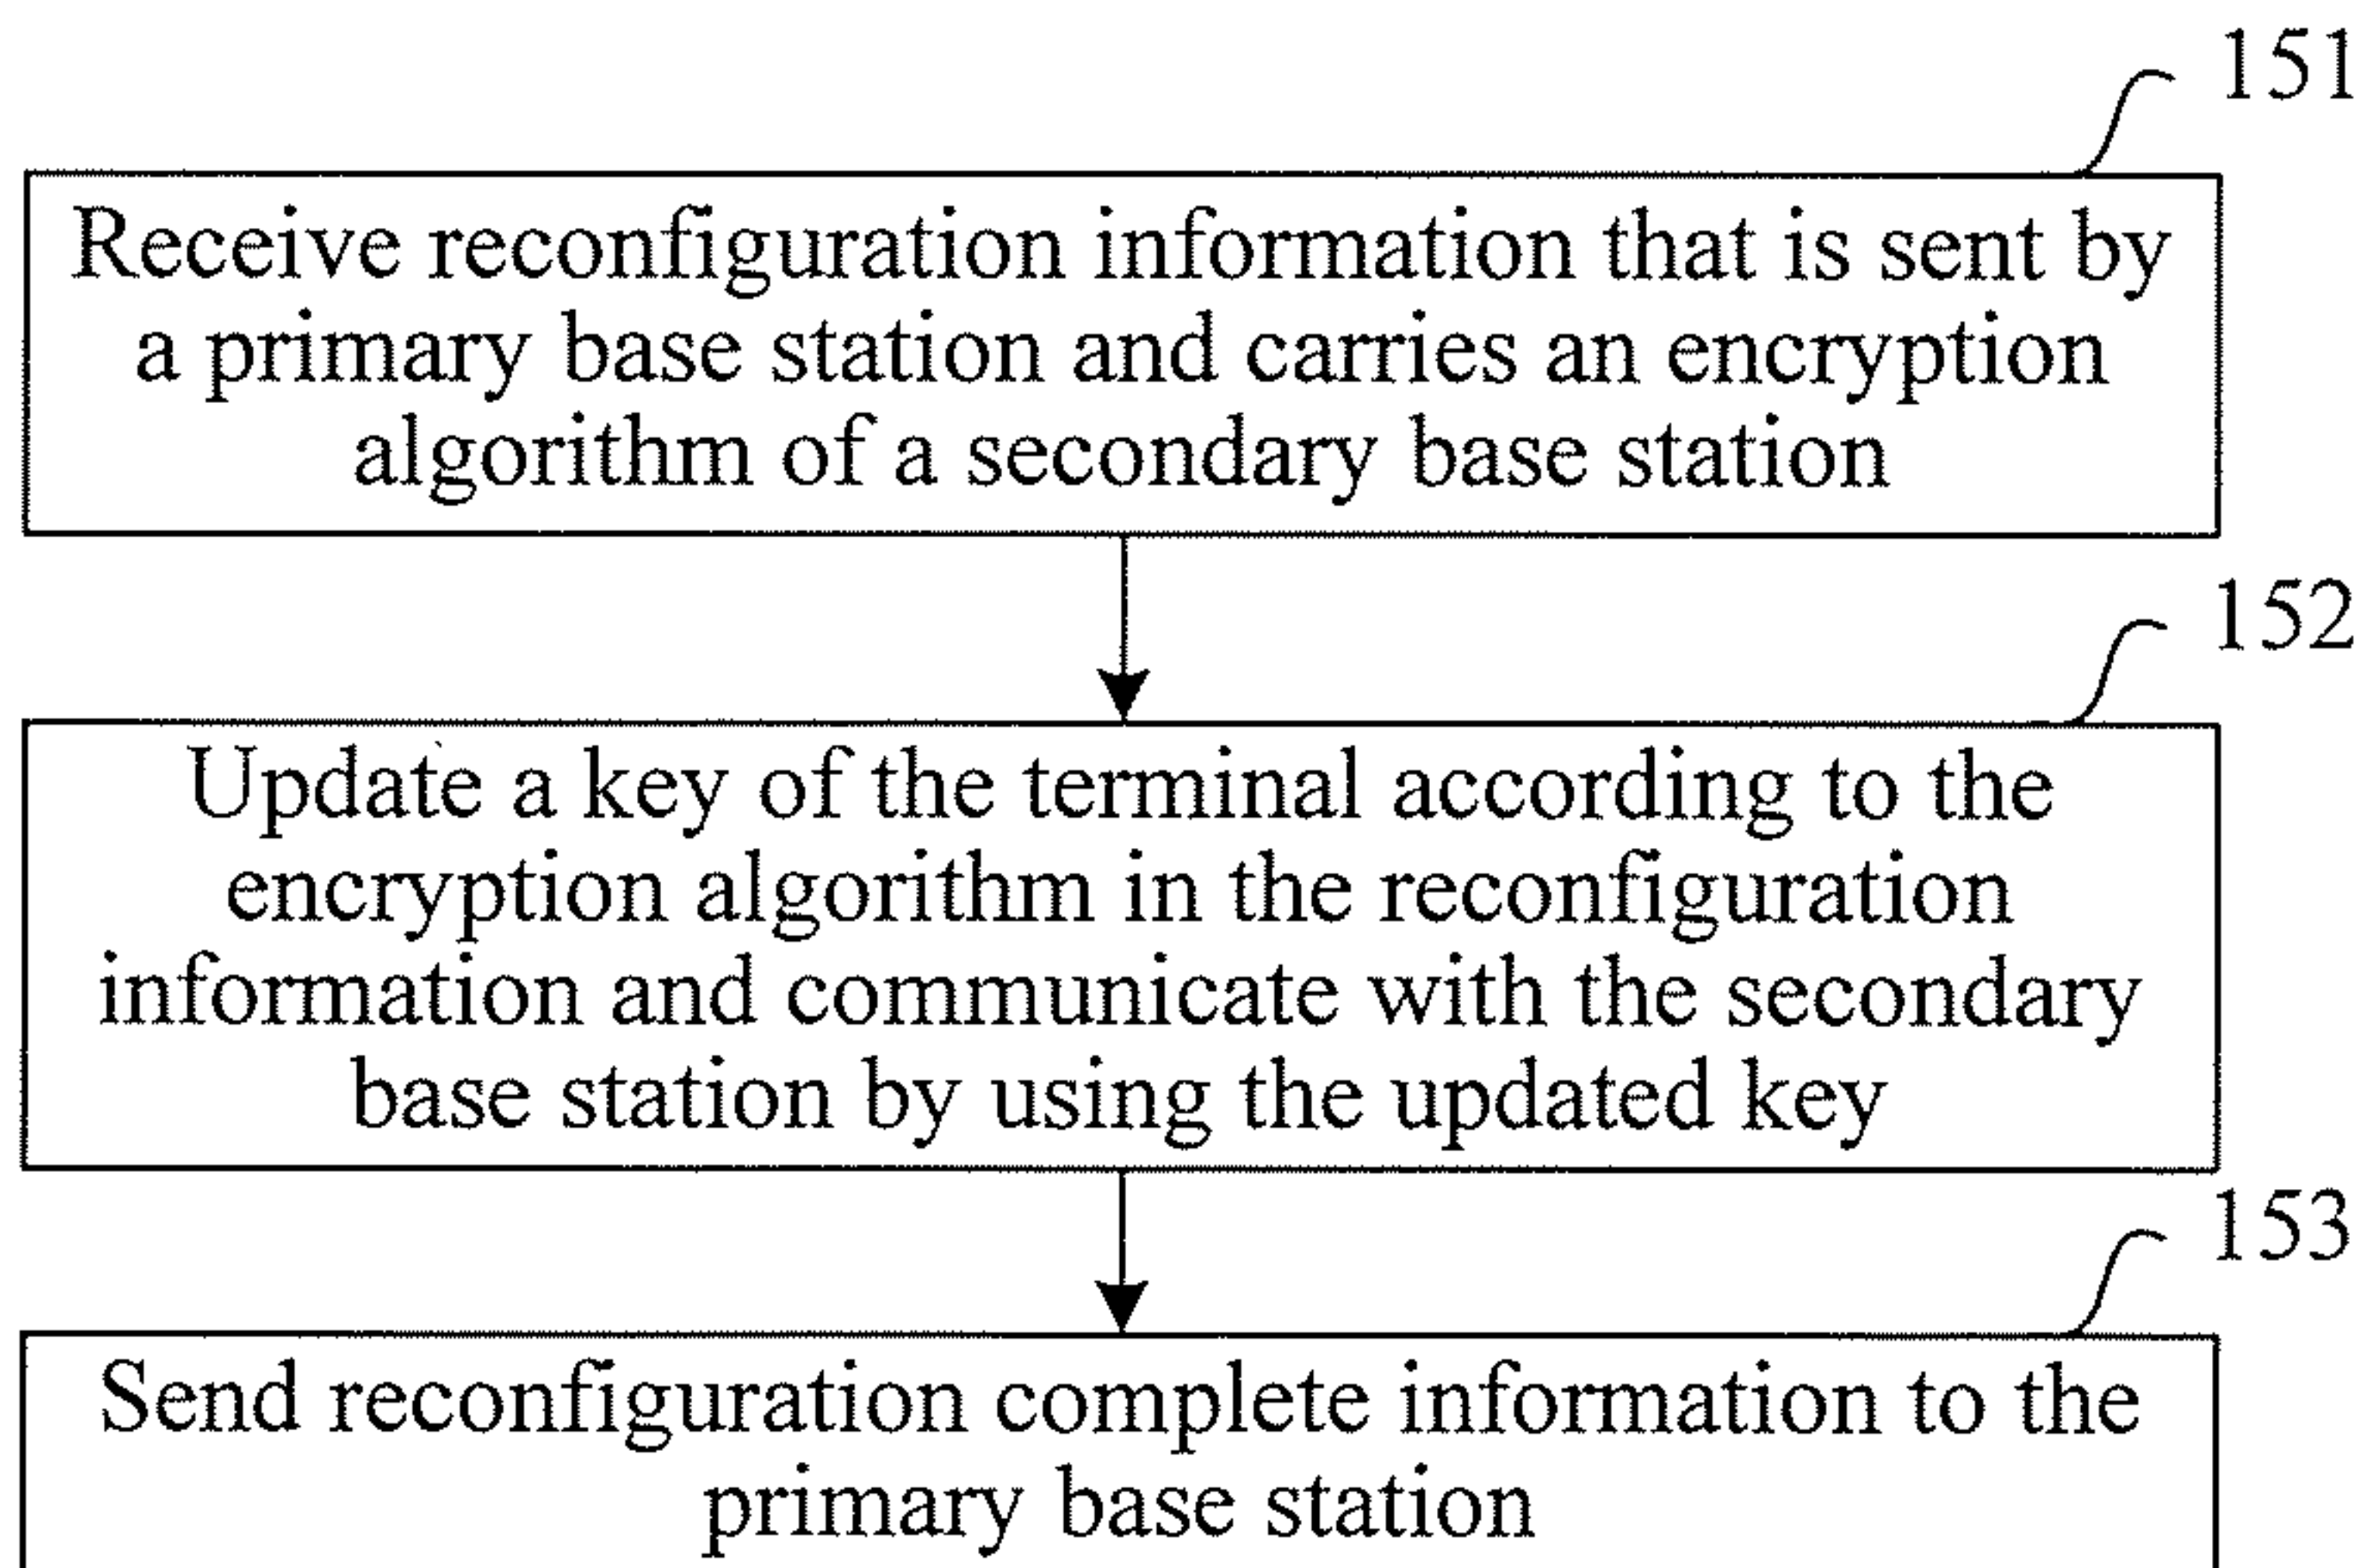 151
Receive reconfiguration information that is sent by
a primary base station and carries an encryption
algorithm of a secondary base station
152
Update a key of the terminal according to the
encryption algorithm in the reconfiguration
information and communicate with the secondary
base station by using the updated key
153
Send reconfiguration complete information to the
primary base station